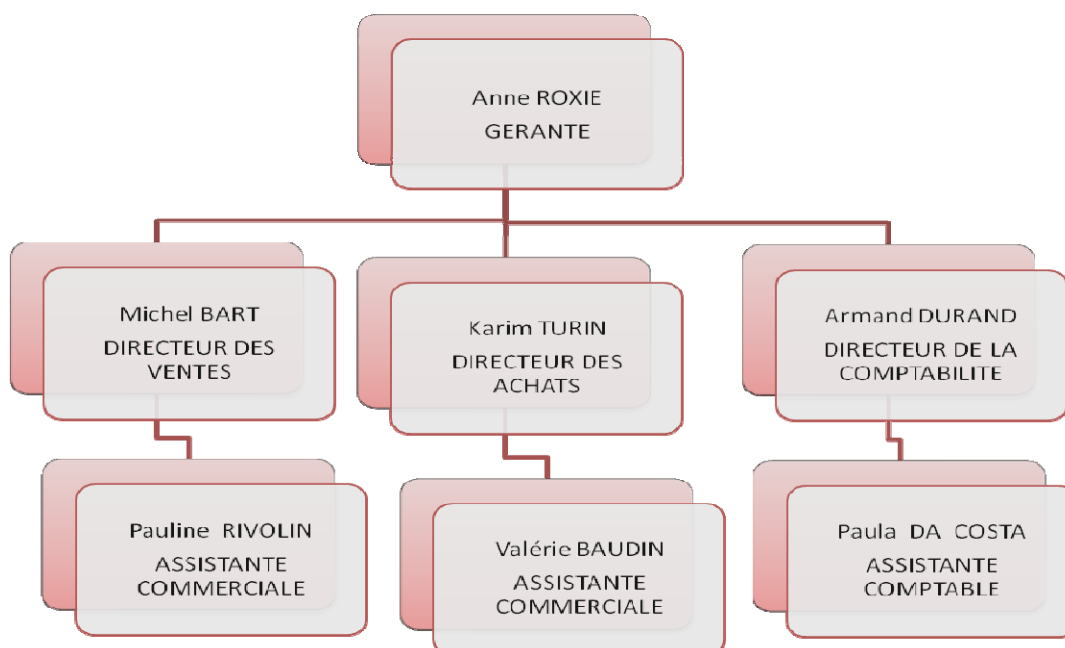 Anne ROXIE
GERANTE
Michel BART
DIRECTEUR DES
VENTES
Karim TURIN
DIRECTEUR DES
ACHATS
Armand DURAND
DIRECTEUR DE LA
COMPTABILITE
Pauline RIVOLIN
ASSISTANTE
COMMERCIALE
Valérie BAUDIN
ASSISTANTE
COMMERCIALE
Paula DA COSTA
ASSISTANTE
COMPTABLE